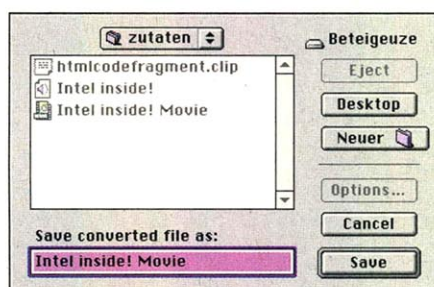 zutaten
Beteigeuze
htmlcodefragment.clip
Intel inside!
Intel inside! Movie
Eject
Desktop
Neuer
Options...
Save converted file as:
Intel inside! Movie
Cancel
Save